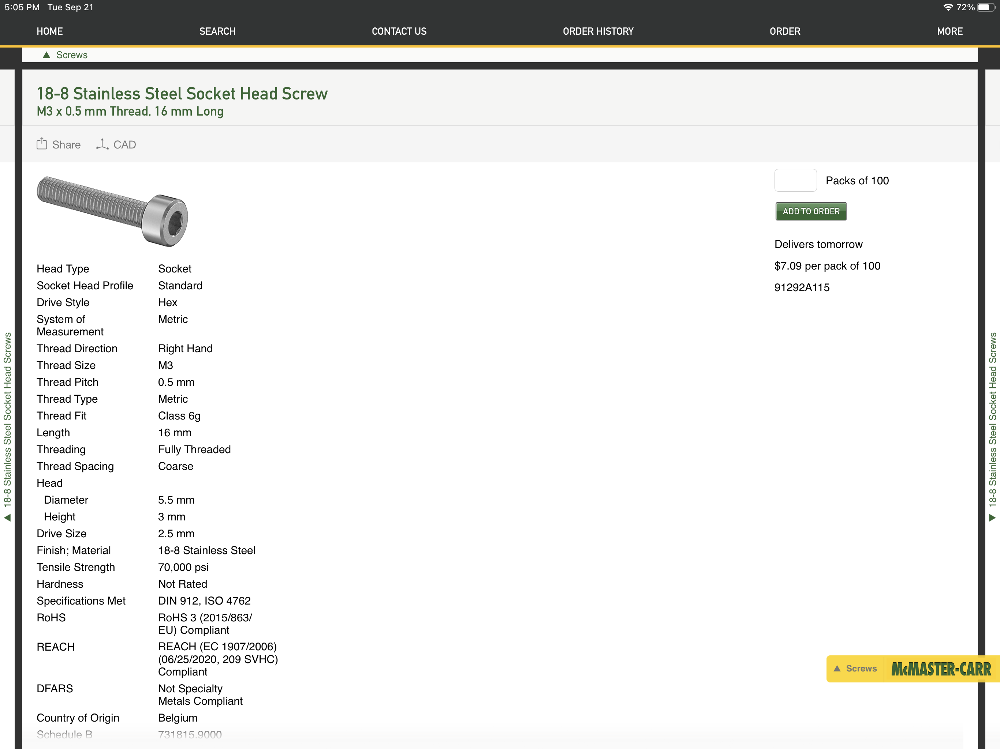 5:05 PM Tue Sep 21
72%
HOME SEARCH CONTACT US ORDER HISTORY ORDER MORE
Screws
18-8 Stainless Steel Socket Head Screw
M3 x 0.5 mm Thread, 16 mm Long
Share CAD
Packs of 100
ADD TO ORDER
Delivers tomorrow
$7.09 per pack of 100
91292A115
Head Type Socket
Socket Head Profile Standard
Drive Style Hex
System of Metric
Measurement
Thread Direction Right Hand
Thread Size M3
Thread Pitch 0.5 mm
Thread Type Metric
Thread Fit Class 6g
Length 16 mm
Threading Fully Threaded
Thread Spacing Coarse
Head
Diameter 5.5 mm
Height 3 mm
Drive Size 2.5 mm
Finish; Material 18-8 Stainless Steel
Tensile Strength 70,000 psi
Hardness Not Rated
Specifications Met DIN 912, ISO 4762
RoHS RoHS 3 (2015/863/
EU) Compliant
REACH REACH (EC 1907/2006)
(06/25/2020, 209 SVHC)
Compliant
DFARS Not Specialty
Metals Compliant
Country of Origin Belgium
Schedule B 731815.9000
18-8 Stainless Steel Socket Head Screws
18-8 Stainless Steel Socket Head Screws
Screws McMASTER-CARR